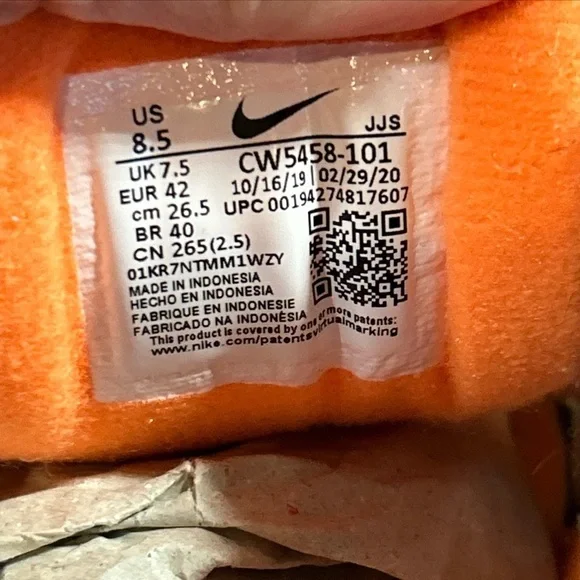 US
8.5
JJS
UK 7.5
CW5458-101
EUR 42
10/16/19 | 02/29/20
cm 26.5
UPC 00194274817607
BR 40
CN 265(2.5)
01KR7NTMM1WZY
MADE IN INDONESIA
HECHO EN INDONESIA
FABRIQUE EN INDONESIE
FABRICADO NA INDONÉSIA
This product is covered by one or more patents:
www.nike.com/patentsvirtualmarking